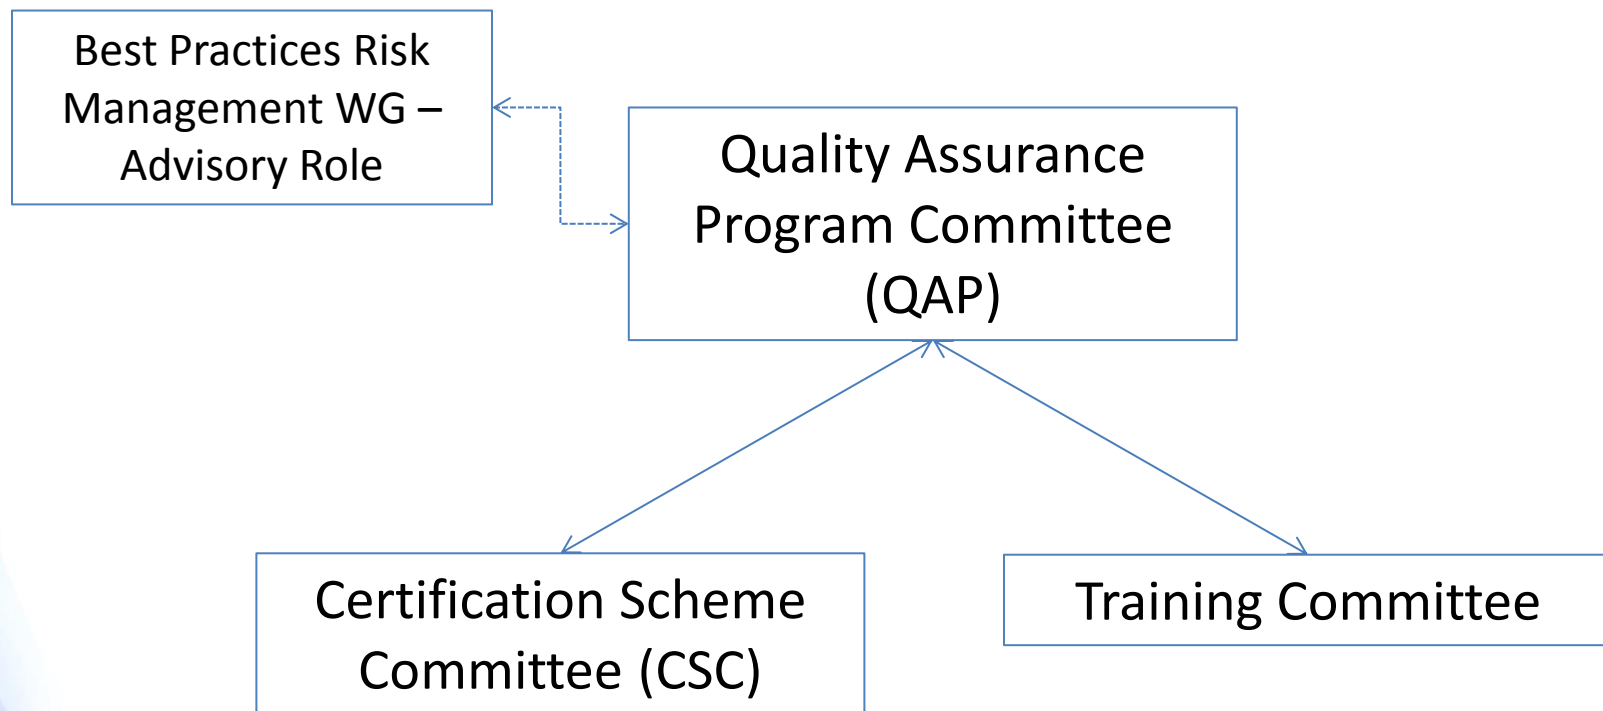 Best Practices Risk
Management WG –
Advisory Role
Quality Assurance
Program Committee
(QAP)
Certification Scheme
Committee (CSC)
Training Committee